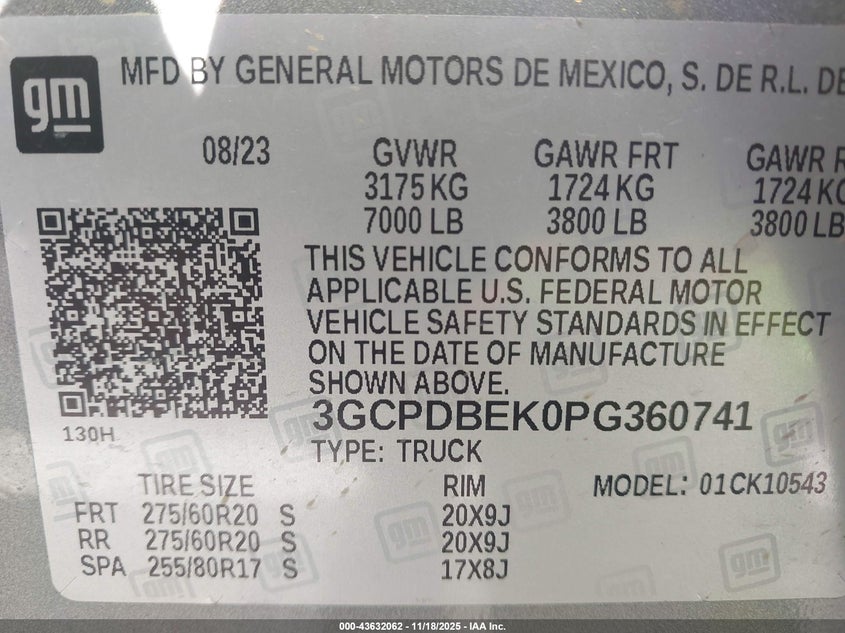 gm MFD BY GENERAL MOTORS DE MEXICO, S. DE R.L. DE
08/23 GVWR GAWR FRT GAWR R
3175 KG 1724 KG 1724 KG
7000 LB 3800 LB 3800 LB
THIS VEHICLE CONFORMS TO ALL
APPLICABLE U.S. FEDERAL MOTOR
VEHICLE SAFETY STANDARDS IN EFFECT
ON THE DATE OF MANUFACTURE
SHOWN ABOVE.
3GCPDBEK0PG360741
130H
TYPE: TRUCK
TIRE SIZE RIM MODEL: 01CK10543
FRT 275/60R20 S 20X9J
RR 275/60R20 S 20X9J
SPA 255/80R17 S 17X8J
000-43632062 - 11/18/2025 - IAA Inc.